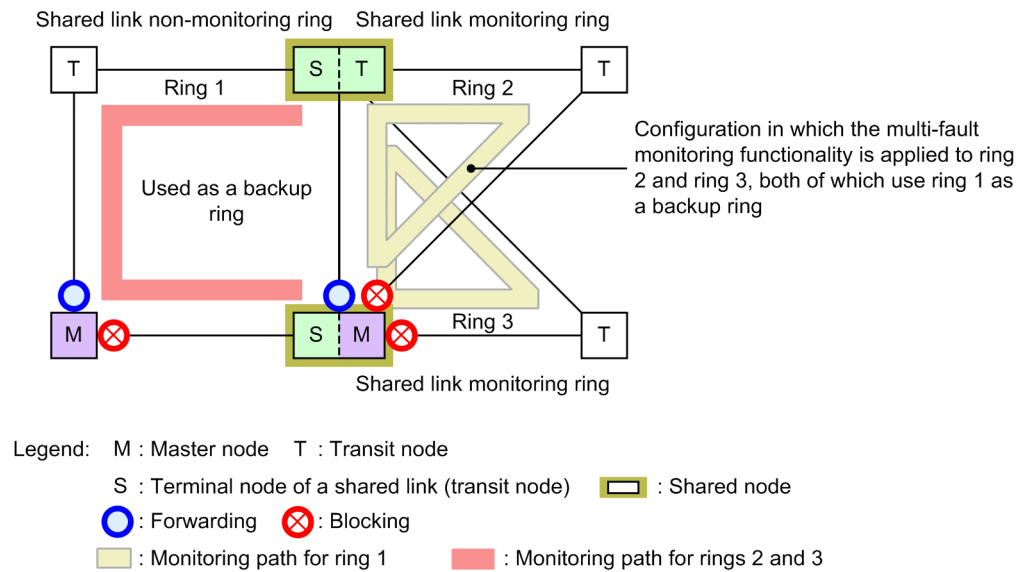 Shared link non-monitoring ring
Shared link monitoring ring
T
S
T
T
Ring 1
Ring 2
Configuration in which the multi-fault
monitoring functionality is applied to ring
2 and ring 3, both of which use ring 1 as
a backup ring
Used as a backup
ring
Ring 3
M
S
M
T
Shared link monitoring ring
Legend: M : Master node T : Transit node
S : Terminal node of a shared link (transit node) : Shared node
: Forwarding : Blocking
: Monitoring path for ring 1 : Monitoring path for rings 2 and 3